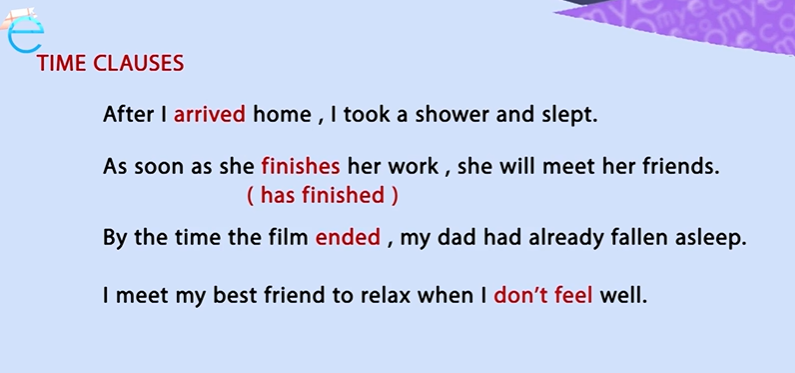 TIME CLAUSES
After I arrived home , I took a shower and slept.
As soon as she finishes her work , she will meet her friends.
( has finished )
By the time the film ended , my dad had already fallen asleep.
I meet my best friend to relax when I don't feel well.